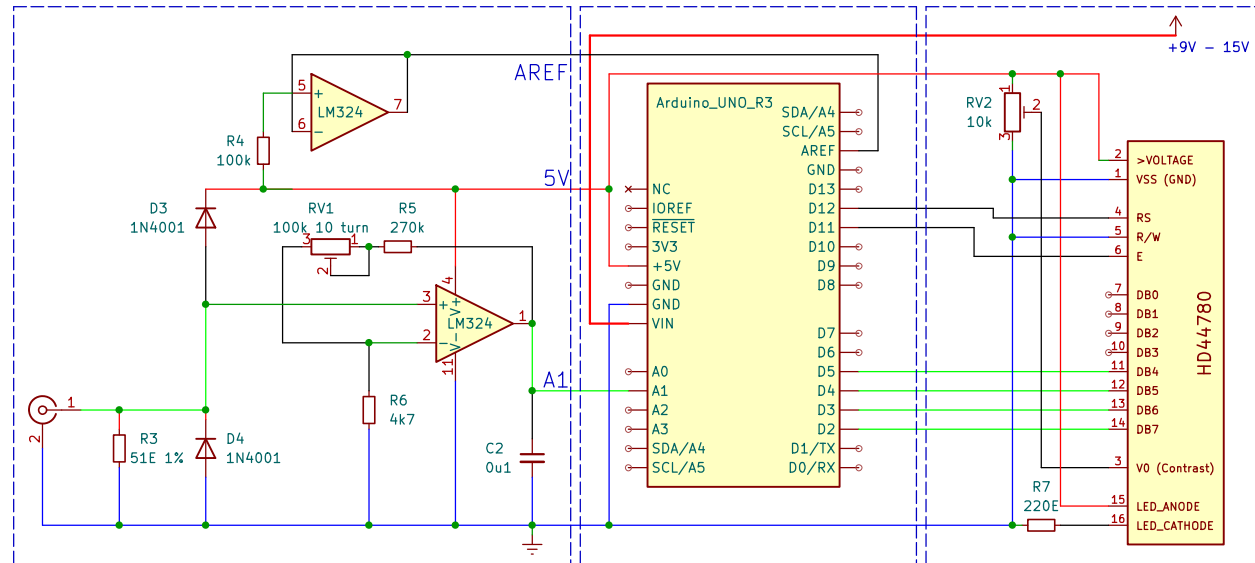 +9V - 15V
AREF
5
+
6
−
LM324
7
R4
100k
5V
D3
1N4001
RV1
100k 10 turn
3
1
2
R5
270k
3
+
2
−
4
V+
V-
11
LM324
1
A1
1
2
R3
51E 1%
D4
1N4001
R6
4k7
C2
0u1
Arduino_UNO_R3
NC
IOREF
RESET
3V3
+5V
GND
GND
VIN
A0
A1
A2
A3
SDA/A4
SCL/A5
SDA/A4
SCL/A5
AREF
GND
D13
D12
D11
D10
D9
D8
D7
D6
D5
D4
D3
D2
D1/TX
D0/RX
RV2
10k
1
2
3
HD44780
2 >VOLTAGE
1 VSS (GND)
4 RS
5 R/W
6 E
7 DB0
8 DB1
9 DB2
10 DB3
11 DB4
12 DB5
13 DB6
14 DB7
3 V0 (Contrast)
15 LED_ANODE
16 LED_CATHODE
R7
220E